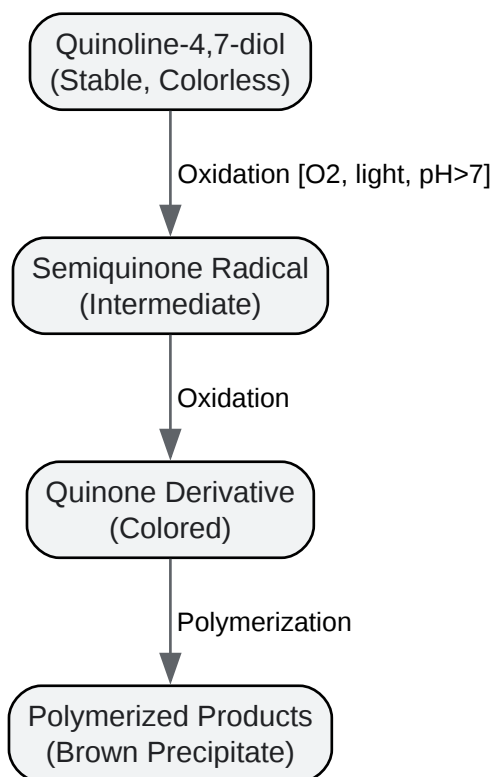 Quinoline-4,7-diol
(Stable, Colorless)
Oxidation [O2, light, pH>7]
Semiquinone Radical
(Intermediate)
Oxidation
Quinone Derivative
(Colored)
Polymerization
Polymerized Products
(Brown Precipitate)